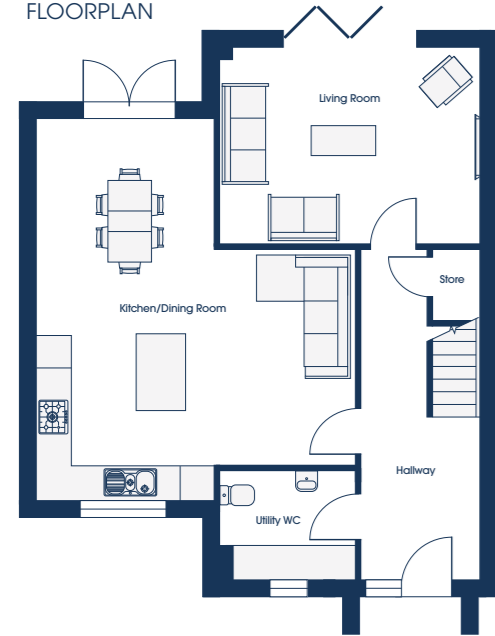 FLOORPLAN
Living Room
Store
Kitchen/Dining Room
Hallway
Utility WC